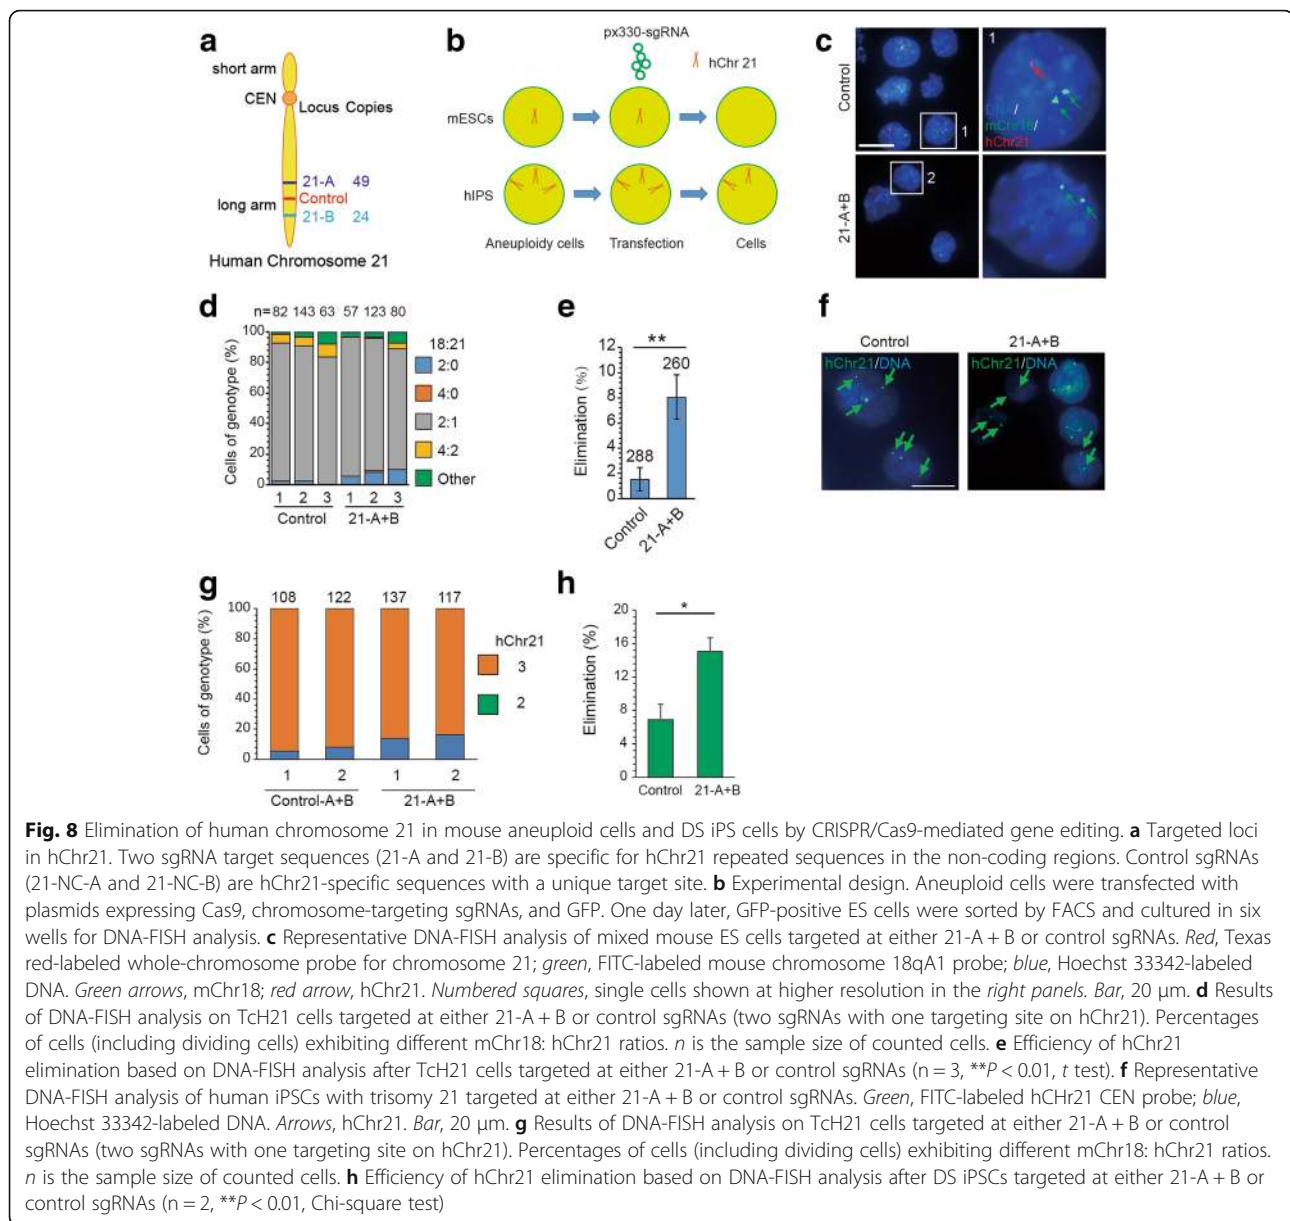 a
short arm
CEN
Locus Copies
21-A 49
Control
long arm
21-B 24
Human Chromosome 21
b
px330-sgRNA
hChr 21
mESCs
hIPS
Aneuploidy cells
Transfection
Cells
c
Control
1
1
DNA/
mChr18/
hChr21
21-A+B
2
d
n= 82 143 63 57 123 80
Cells of genotype (%)
100
80
60
40
20
0
18:21
2:0
4:0
2:1
4:2
Other
1 2 3 1 2 3
Control 21-A+B
e
Elimination (%)
12
10
8
6
4
2
0
**
260
288
Control
21-A+B
f
Control
21-A+B
hChr21/DNA
hChr21/DNA
g
108 122 137 117
Cells of genotype (%)
100
80
60
40
20
0
hChr21
3
2
1 2 1 2
Control-A+B 21-A+B
h
Elimination (%)
20
16
12
8
4
0
*
Control 21-A+B
Fig. 8 Elimination of human chromosome 21 in mouse aneuploid cells and DS iPS cells by CRISPR/Cas9-mediated gene editing. a Targeted loci
in hChr21. Two sgRNA target sequences (21-A and 21-B) are specific for hChr21 repeated sequences in the non-coding regions. Control sgRNAs
(21-NC-A and 21-NC-B) are hChr21-specific sequences with a unique target site. b Experimental design. Aneuploid cells were transfected with
plasmids expressing Cas9, chromosome-targeting sgRNAs, and GFP. One day later, GFP-positive ES cells were sorted by FACS and cultured in six
wells for DNA-FISH analysis. c Representative DNA-FISH analysis of mixed mouse ES cells targeted at either 21-A + B or control sgRNAs. Red, Texas
red-labeled whole-chromosome probe for chromosome 21; green, FITC-labeled mouse chromosome 18qA1 probe; blue, Hoechst 33342-labeled
DNA. Green arrows, mChr18; red arrow, hChr21. Numbered squares, single cells shown at higher resolution in the right panels. Bar, 20 μm. d Results
of DNA-FISH analysis on TcH21 cells targeted at either 21-A + B or control sgRNAs (two sgRNAs with one targeting site on hChr21). Percentages
of cells (including dividing cells) exhibiting different mChr18: hChr21 ratios. n is the sample size of counted cells. e Efficiency of hChr21
elimination based on DNA-FISH analysis after TcH21 cells targeted at either 21-A + B or control sgRNAs (n = 3, **P < 0.01, t test). f Representative
DNA-FISH analysis of human iPSCs with trisomy 21 targeted at either 21-A + B or control sgRNAs. Green, FITC-labeled hCHr21 CEN probe; blue,
Hoechst 33342-labeled DNA. Arrows, hChr21. Bar, 20 μm. g Results of DNA-FISH analysis on TcH21 cells targeted at either 21-A + B or control
sgRNAs (two sgRNAs with one targeting site on hChr21). Percentages of cells (including dividing cells) exhibiting different mChr18: hChr21 ratios.
n is the sample size of counted cells. h Efficiency of hChr21 elimination based on DNA-FISH analysis after DS iPSCs targeted at either 21-A + B or
control sgRNAs (n = 2, **P < 0.01, Chi-square test)